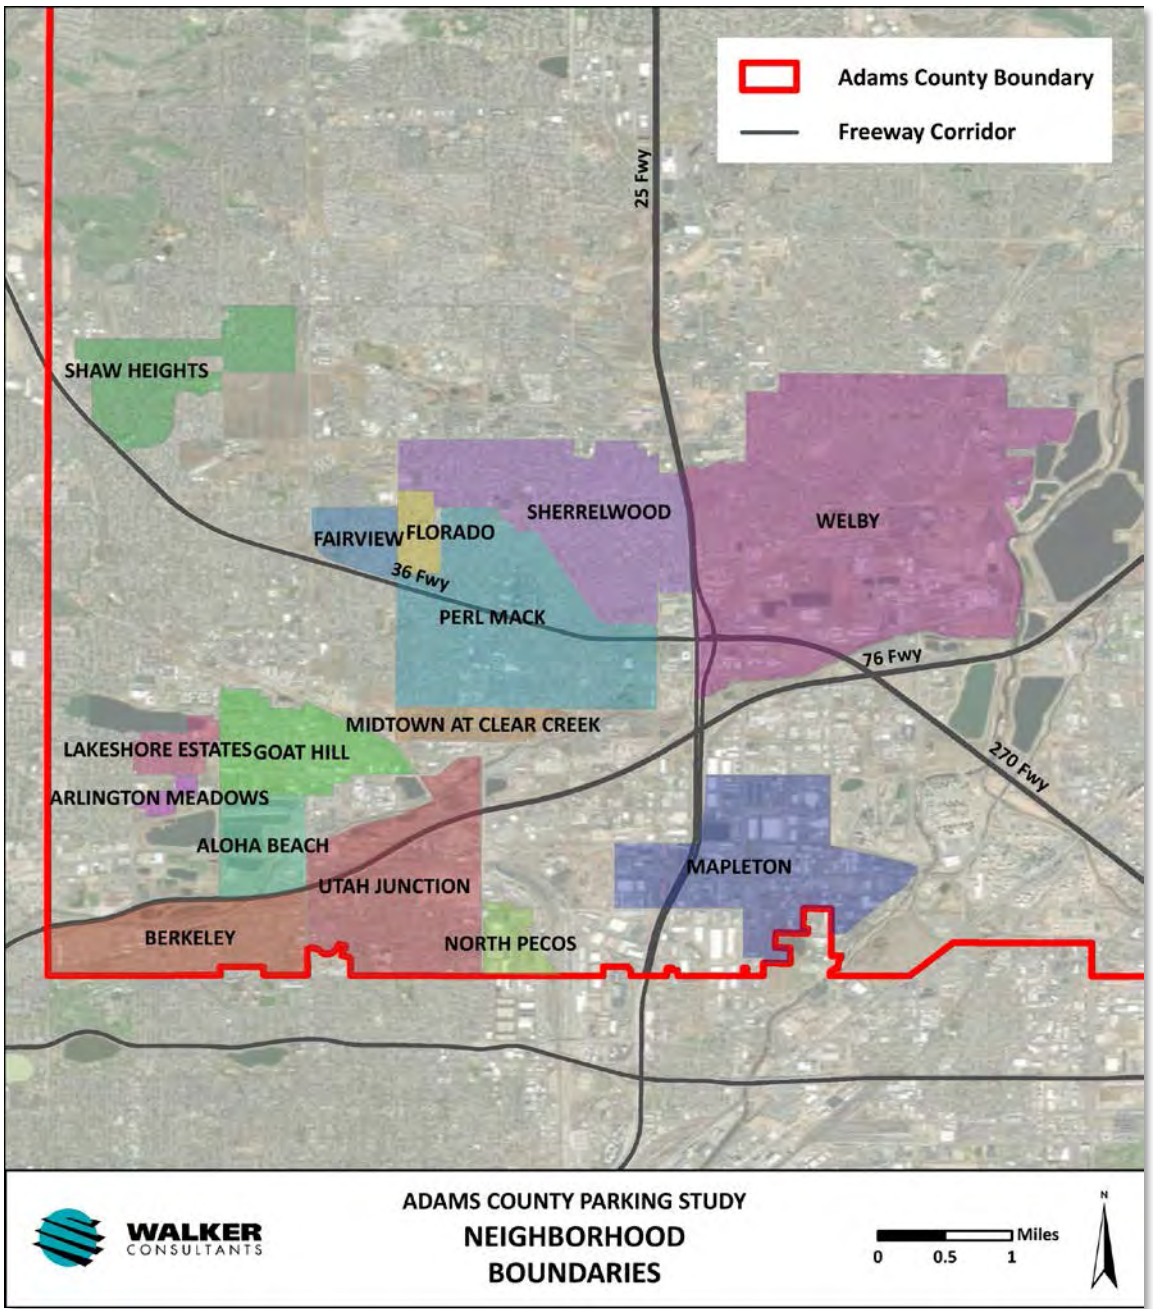 Adams County Boundary
Freeway Corridor
25 Fwy
SHAW HEIGHTS
SHERRELWOOD
WELBY
FAIRVIEW
FLORADO
36 Fwy
PERL MACK
76 Fwy
MIDTOWN AT CLEAR CREEK
LAKESHORE ESTATES
GOAT HILL
270 Fwy
ARLINGTON MEADOWS
ALOHA BEACH
MAPLETON
UTAH JUNCTION
BERKELEY
NORTH PECOS
WALKER
CONSULTANTS
ADAMS COUNTY PARKING STUDY
NEIGHBORHOOD
BOUNDARIES
Miles
0 0.5 1
N